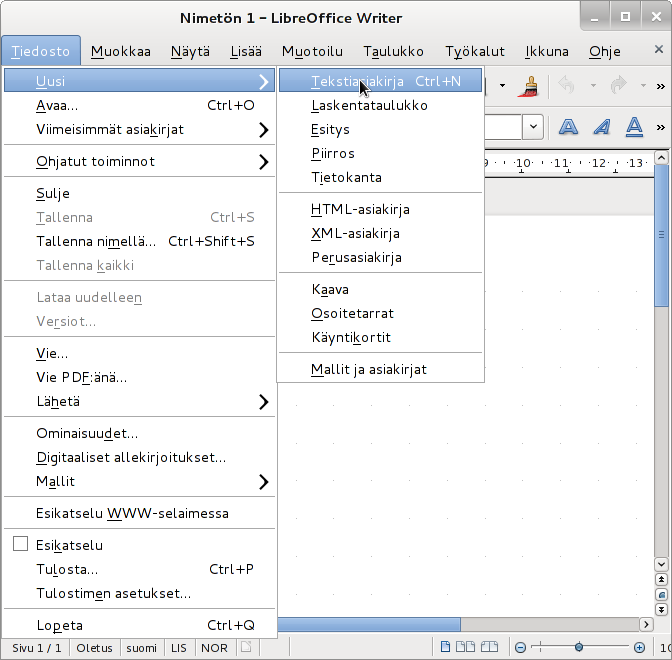 Nimetön 1 – LibreOffice Writer
Tiedosto Muokkaa Näytä Lisää Muotoilu Taulukko Työkalut Ikkuna Ohje
Uusi
Avaa... Ctrl+O
Viimeisimmät asiakirjat
Ohjatut toiminnot
Sulje
Tallenna Ctrl+S
Tallenna nimellä... Ctrl+Shift+S
Tallenna kaikki
Lataa uudelleen
Versiot...
Vie...
Vie PDF:änä...
Lähetä
Ominaisuudet...
Digitaaliset allekirjoitukset...
Mallit
Esikatselu WWW-selaimessa
Esikatselu
Tulosta... Ctrl+P
Tulostimen asetukset...
Lopeta Ctrl+Q
Tekstiasiakirja Ctrl+N
Laskentataulukko
Esitys
Piirros
Tietokanta
HTML-asiakirja
XML-asiakirja
Perusasiakirja
Kaava
Osoitetarrat
Käyntikortit
Mallit ja asiakirjat
9 10 11 12 13
Sivu 1 / 1 Oletus suomi LIS NOR